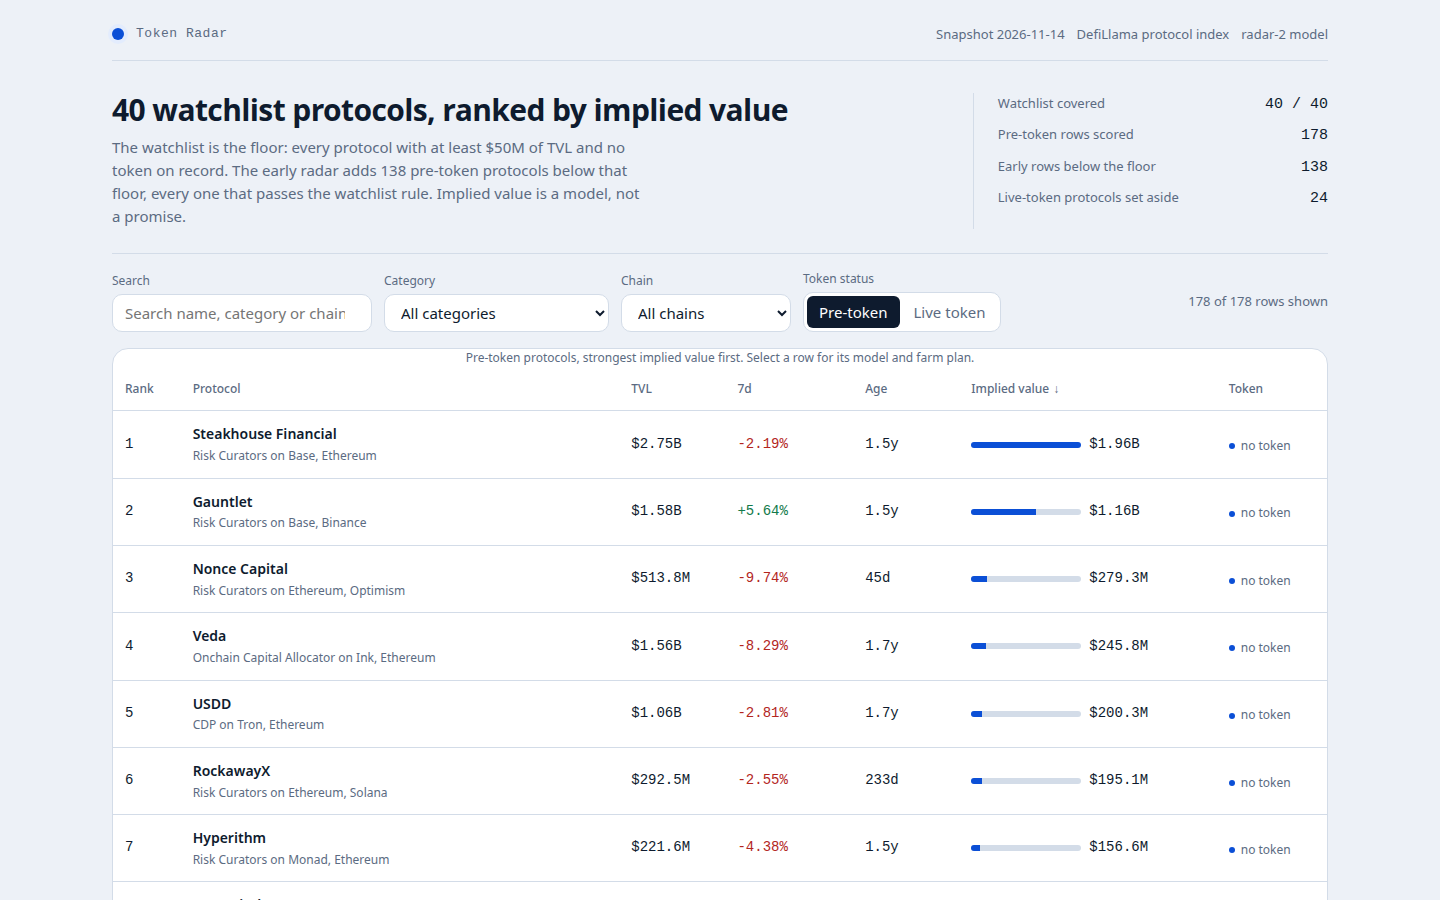 Token Radar
Snapshot 2026-11-14 DefiLlama protocol index radar-2 model
40 watchlist protocols, ranked by implied value
The watchlist is the floor: every protocol with at least $50M of TVL and no
token on record. The early radar adds 138 pre-token protocols below that
floor, every one that passes the watchlist rule. Implied value is a model, not
a promise.
Watchlist covered 40 / 40
Pre-token rows scored 178
Early rows below the floor 138
Live-token protocols set aside 24
Search Category Chain Token status
Search name, category or chain All categories All chains Pre-token Live token
178 of 178 rows shown
Pre-token protocols, strongest implied value first. Select a row for its model and farm plan.
Rank Protocol TVL 7d Age Implied value ↓ Token
1 Steakhouse Financial $2.75B -2.19% 1.5y $1.96B no token
Risk Curators on Base, Ethereum
2 Gauntlet $1.58B +5.64% 1.5y $1.16B no token
Risk Curators on Base, Binance
3 Nonce Capital $513.8M -9.74% 45d $279.3M no token
Risk Curators on Ethereum, Optimism
4 Veda $1.56B -8.29% 1.7y $245.8M no token
Onchain Capital Allocator on Ink, Ethereum
5 USDD $1.06B -2.81% 1.7y $200.3M no token
CDP on Tron, Ethereum
6 RockawayX $292.5M -2.55% 233d $195.1M no token
Risk Curators on Ethereum, Solana
7 Hyperithm $221.6M -4.38% 1.5y $156.6M no token
Risk Curators on Monad, Ethereum